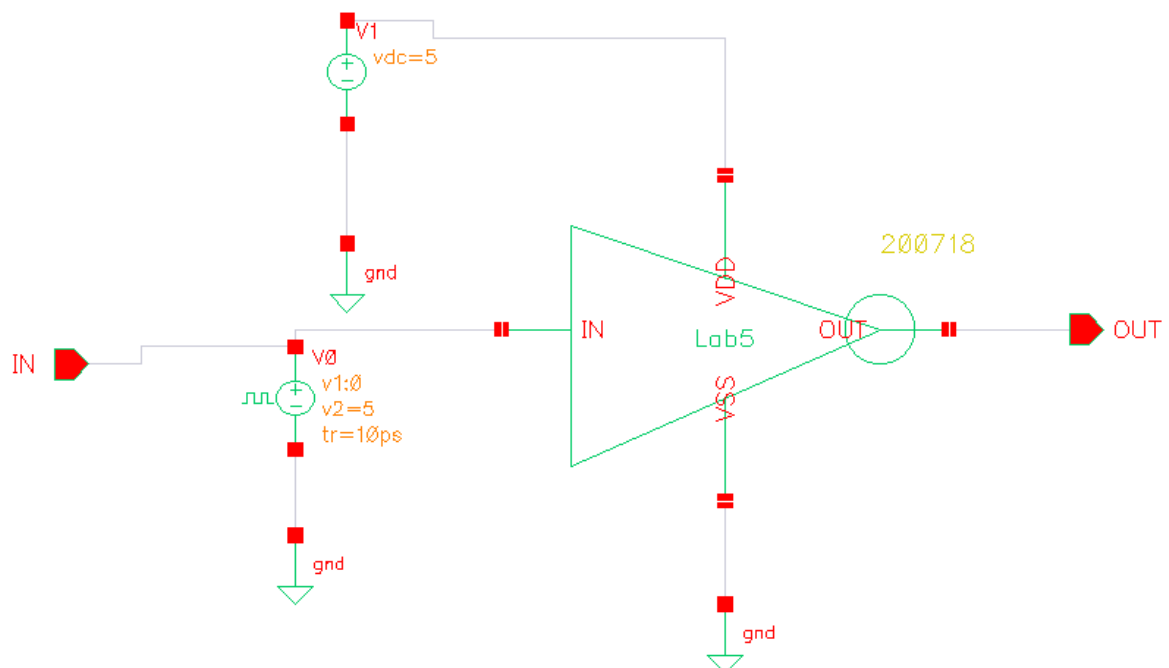 V1
vdc=5
gnd
200718
VDD
IN
Lab5
OUT
OUT
VSS
IN
V0
v1:0
v2=5
tr=10ps
gnd
gnd